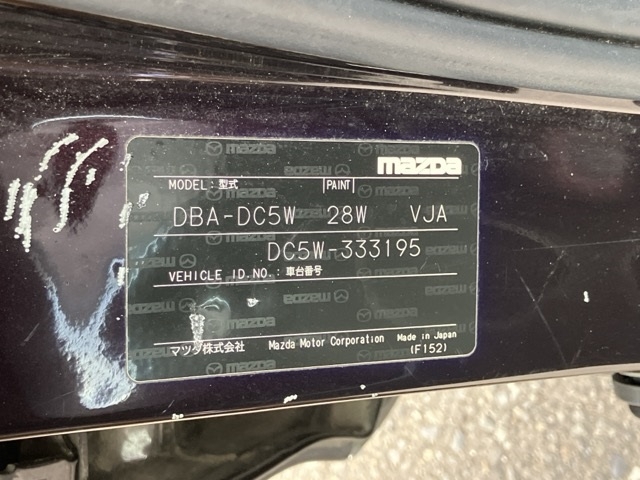 mazda
MODEL:型式 PAINT
DBA-DC5W 28W VJA
DC5W-333195
VEHICLE ID.NO.:車台番号
マツダ株式会社 Mazda Motor Corporation Made in Japan
(F152)